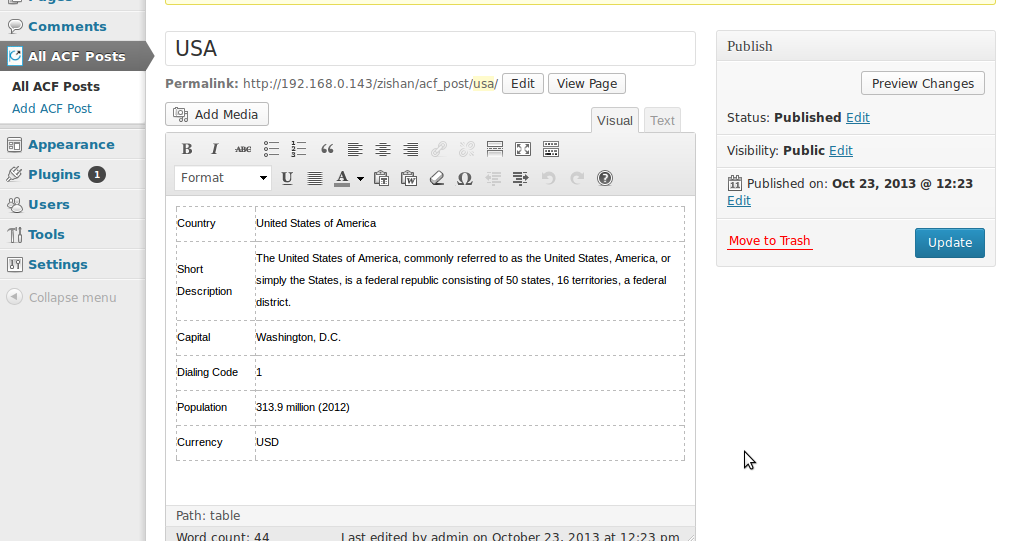 Pages
Comments
All ACF Posts
All ACF Posts
Add ACF Post
Appearance
Plugins 1
Users
Tools
Settings
Collapse menu
USA
Permalink: http://192.168.0.143/zishan/acf_post/usa/ Edit View Page
Add Media
Visual Text
B I ABC
Format U A Ω
Country United States of America
Short Description The United States of America, commonly referred to as the United States, America, or
simply the States, is a federal republic consisting of 50 states, 16 territories, a federal
district.
Capital Washington, D.C.
Dialing Code 1
Population 313.9 million (2012)
Currency USD
Path: table
Word count: 44 Last edited by admin on October 23, 2013 at 12:23 pm
Publish
Preview Changes
Status: Published Edit
Visibility: Public Edit
11 Published on: Oct 23, 2013 @ 12:23
Edit
Move to Trash Update